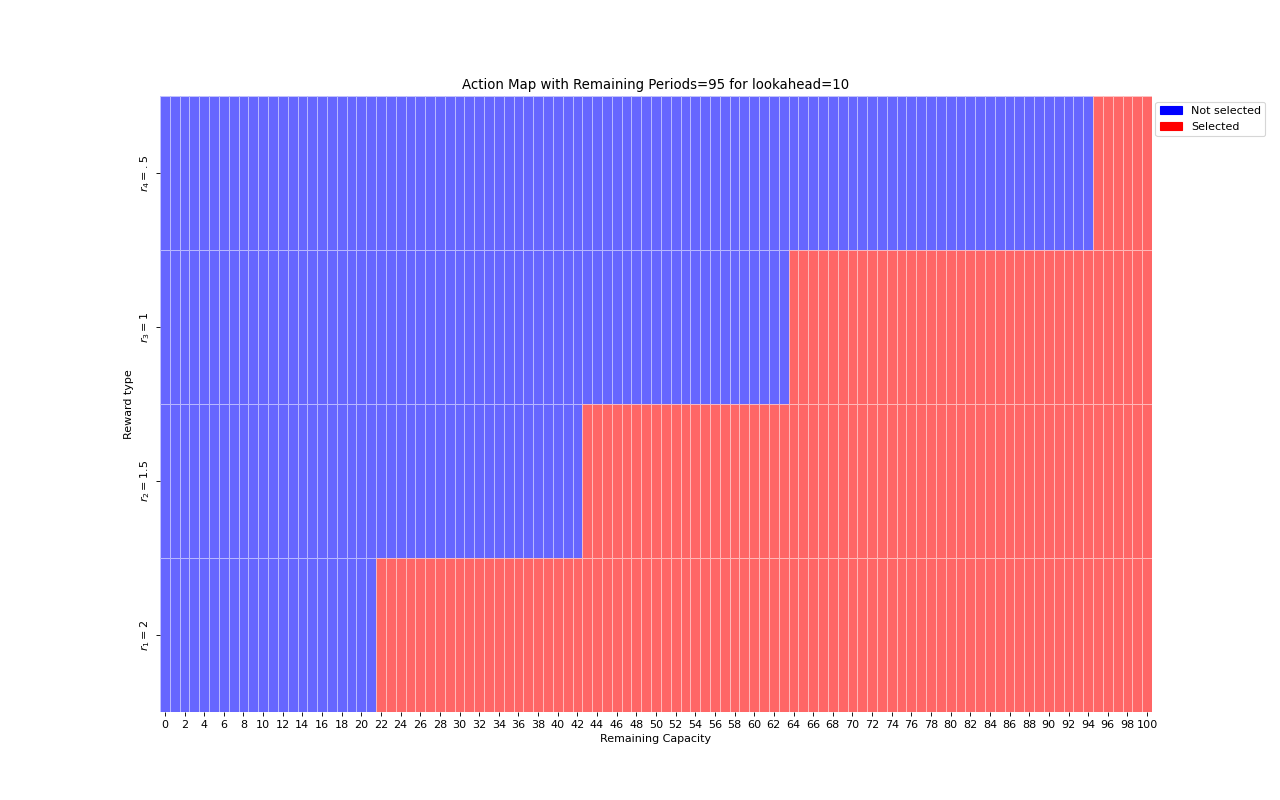 Action Map with Remaining Periods=95 for lookahead=10
Not selected
Selected
r₄ = .5
r₃ = 1
r₂ = 1.5
r₁ = 2
Reward type
0 2 4 6 8 10 12 14 16 18 20 22 24 26 28 30 32 34 36 38 40 42 44 46 48 50 52 54 56 58 60 62 64 66 68 70 72 74 76 78 80 82 84 86 88 90 92 94 96 98 100
Remaining Capacity